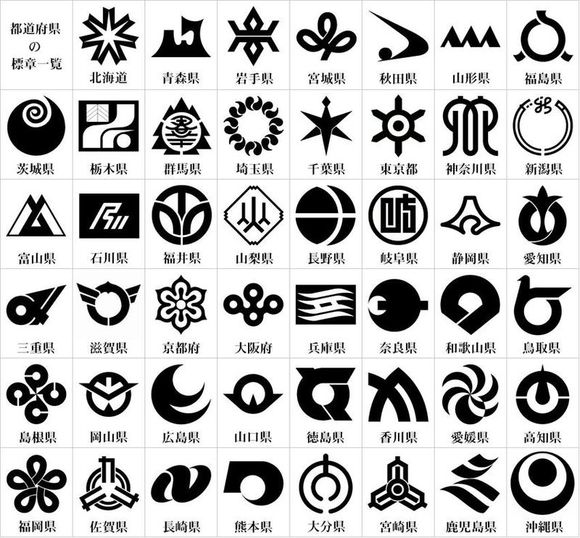 都道府県
の
標章一覧
北海道
青森県
岩手県
宮城県
秋田県
山形県
福島県
茨城県
栃木県
群馬県
埼玉県
千葉県
東京都
神奈川県
新潟県
富山県
石川県
福井県
山梨県
長野県
岐阜県
静岡県
愛知県
三重県
滋賀県
京都府
大阪府
兵庫県
奈良県
和歌山県
鳥取県
島根県
岡山県
広島県
山口県
徳島県
香川県
愛媛県
高知県
福岡県
佐賀県
長崎県
熊本県
大分県
宮崎県
鹿児島県
沖縄県